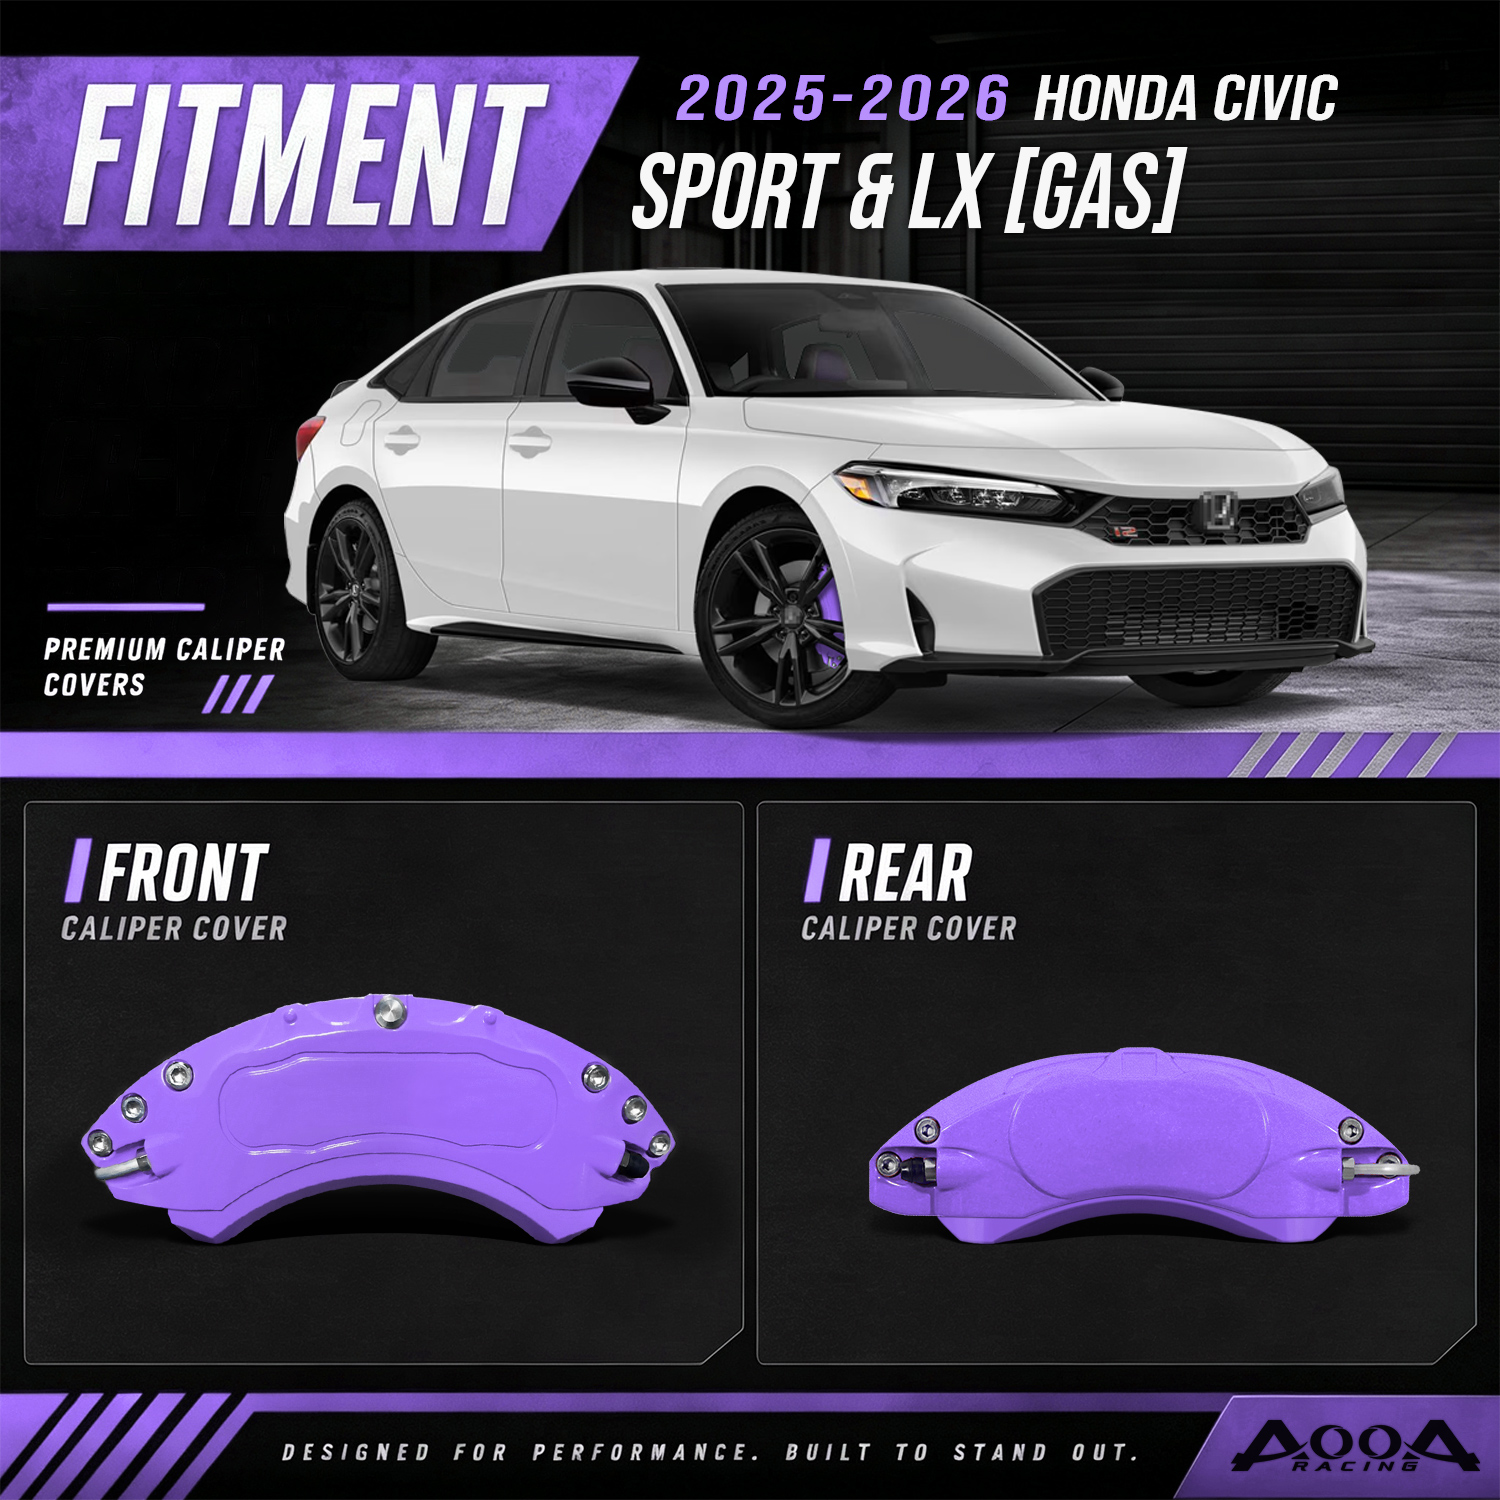 FITMENT
2025-2026 HONDA CIVIC
SPORT & LX [GAS]
PREMIUM CALIPER
COVERS
FRONT
CALIPER COVER
REAR
CALIPER COVER
DESIGNED FOR PERFORMANCE. BUILT TO STAND OUT.
AOOA
RACING